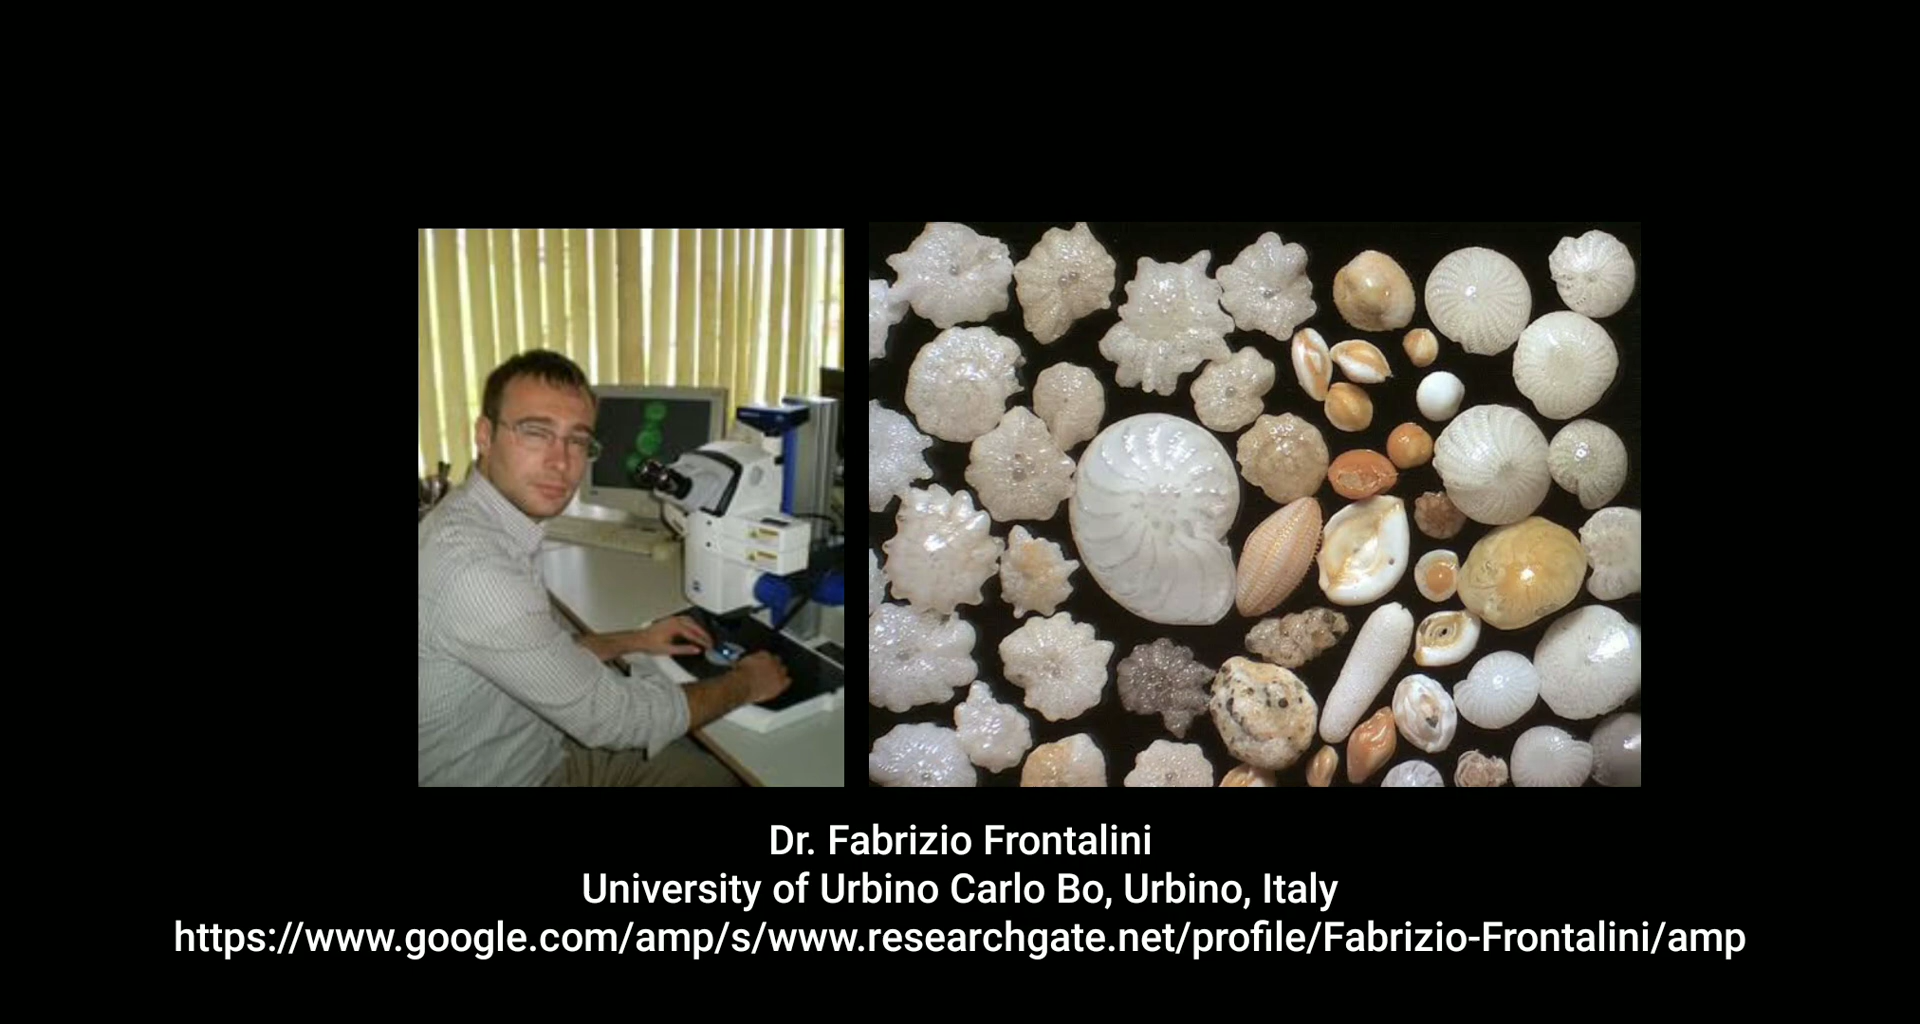 Dr. Fabrizio Frontalini
University of Urbino Carlo Bo, Urbino, Italy
https://www.google.com/amp/s/www.researchgate.net/profile/Fabrizio-Frontalini/amp